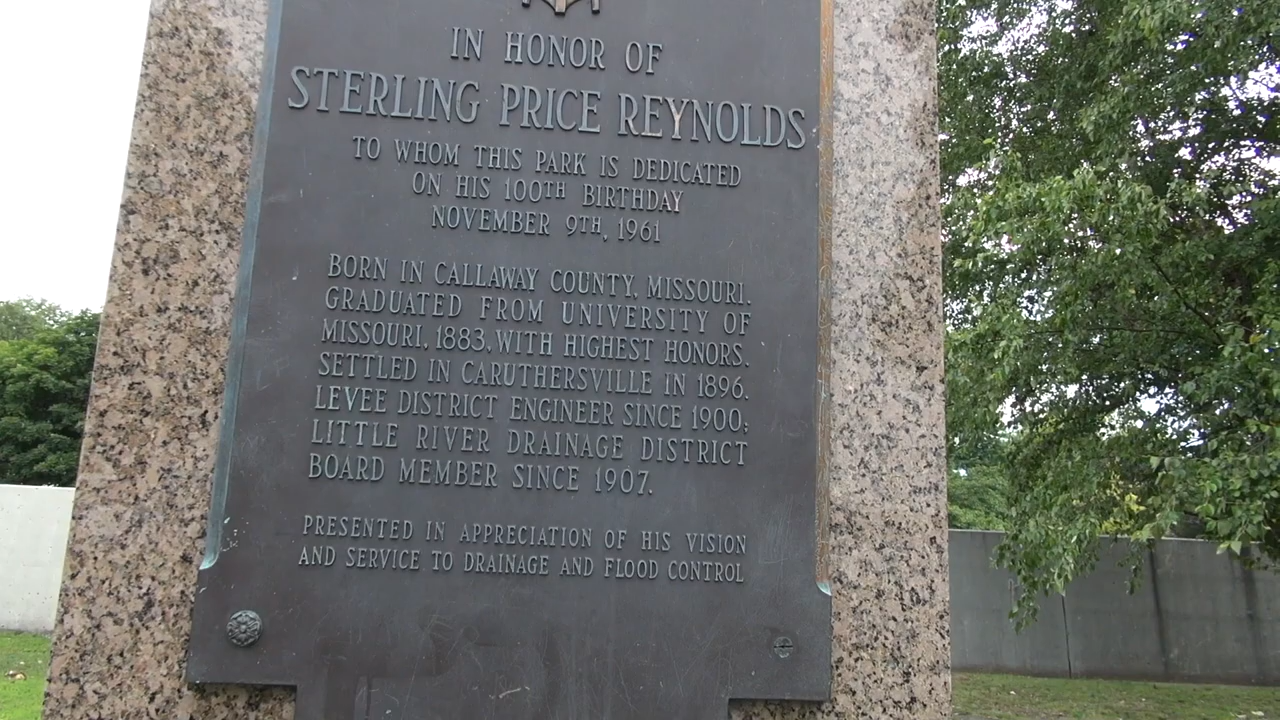 IN HONOR OF
STERLING PRICE REYNOLDS
TO WHOM THIS PARK IS DEDICATED
ON HIS 100TH BIRTHDAY
NOVEMBER 9TH, 1961
BORN IN CALLAWAY COUNTY, MISSOURI.
GRADUATED FROM UNIVERSITY OF
MISSOURI, 1883, WITH HIGHEST HONORS.
SETTLED IN CARUTHERSVILLE IN 1896.
LEVEE DISTRICT ENGINEER SINCE 1900;
LITTLE RIVER DRAINAGE DISTRICT
BOARD MEMBER SINCE 1907.
PRESENTED IN APPRECIATION OF HIS VISION
AND SERVICE TO DRAINAGE AND FLOOD CONTROL